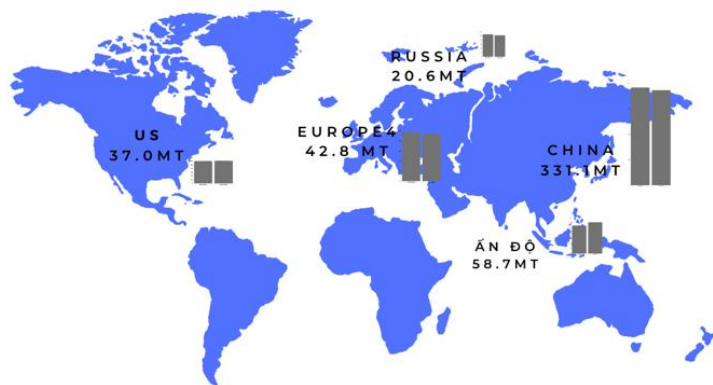 RUSSIA
20.6MT
US
37.0MT
EUROPE4
42.8 MT
CHINA
331.1MT
ẤN ĐỘ
58.7MT